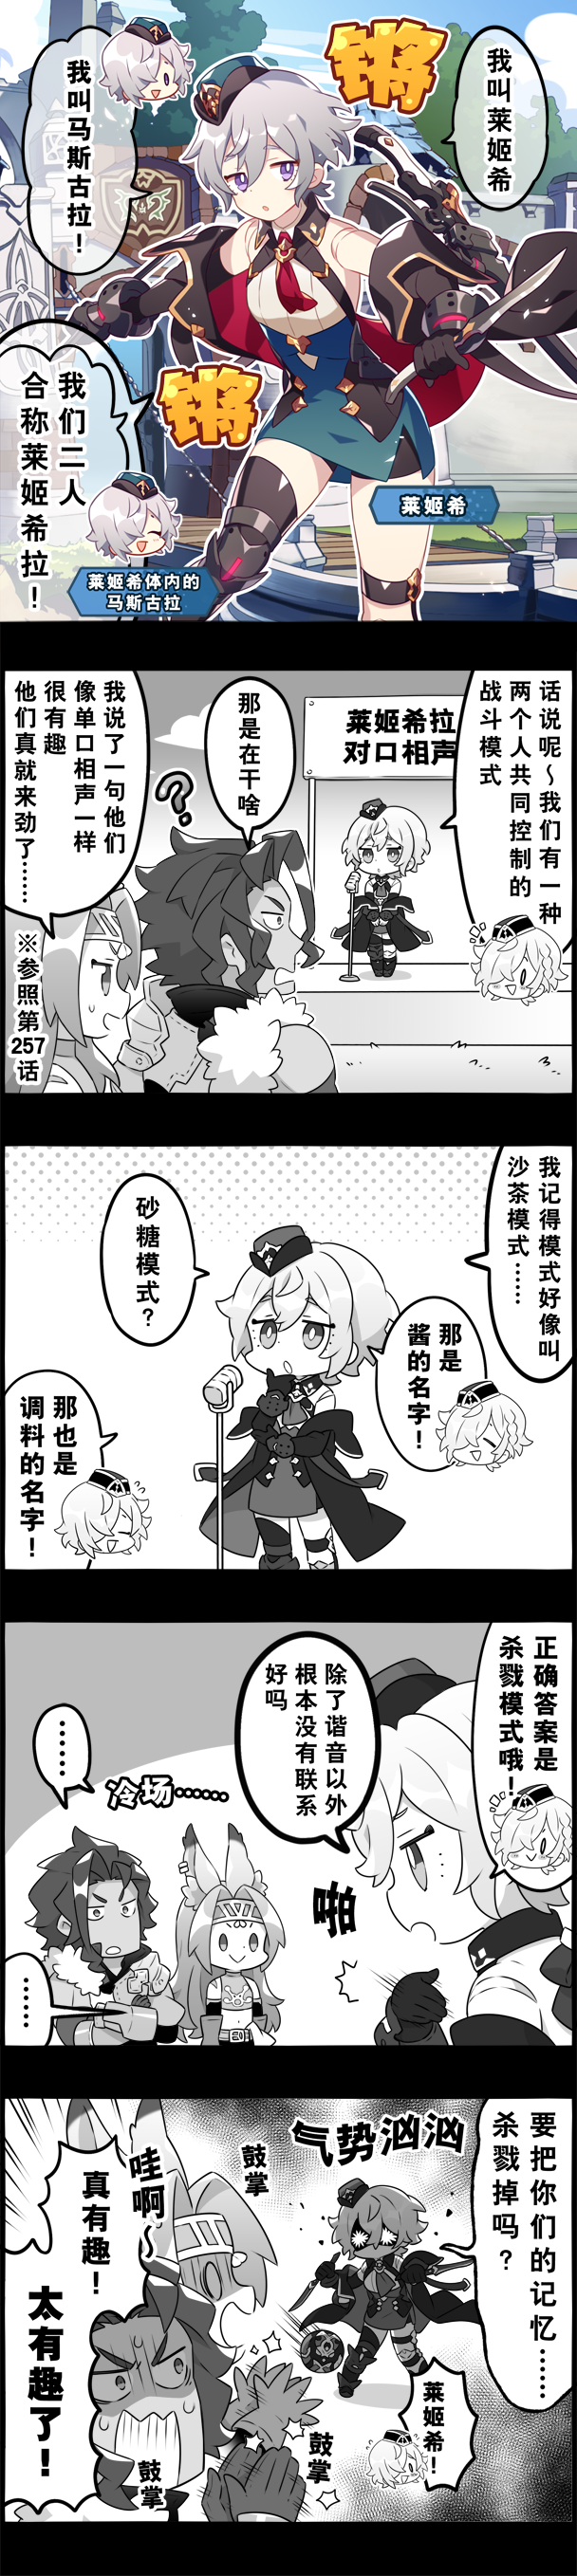 锵
我叫莱姬希
我叫马斯古拉！
锵
我们二人
合称莱姬希拉！
莱姬希
莱姬希体内的
马斯古拉
话说呢～我们有一种
两个人共同控制的
战斗模式
莱姬希拉
对口相声
那是在干啥
？
我说了一句他们
像单口相声一样
很有趣
他们真就来劲了……
※参照第
257
话
我记得模式好像叫
沙茶模式……
那是
酱的名字！
砂糖模式？
那也是
调料的名字！
正确答案是
杀戮模式哦！
除了谐音以外
根本没有联系
好吗
啪
冷场……
……
……
要把你们的记忆……
杀戮掉吗？
气势汹汹
莱姬希！
鼓掌
哇啊～
真有趣！
太有趣了！
鼓掌
鼓掌